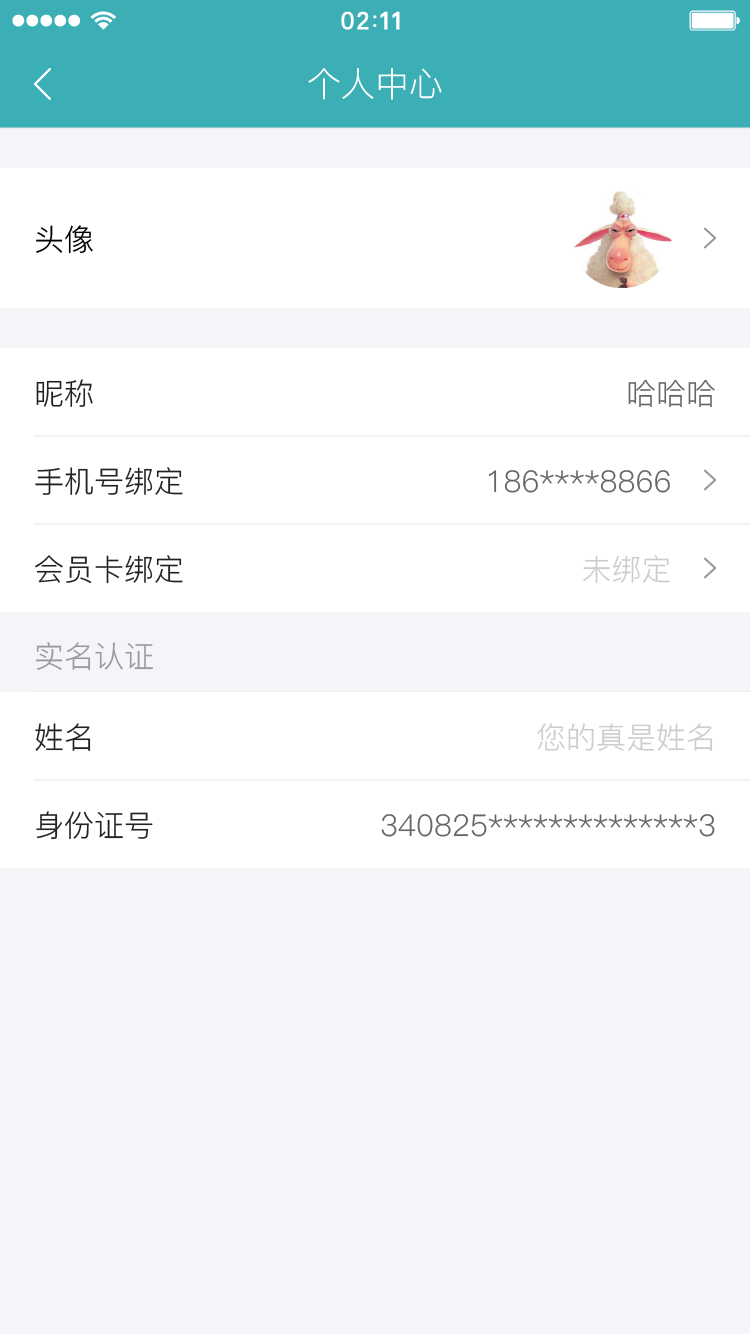 02:11
个人中心
头像
昵称 哈哈哈
手机号绑定 186****8866
会员卡绑定 未绑定
实名认证
姓名 您的真是姓名
身份证号 340825**************3